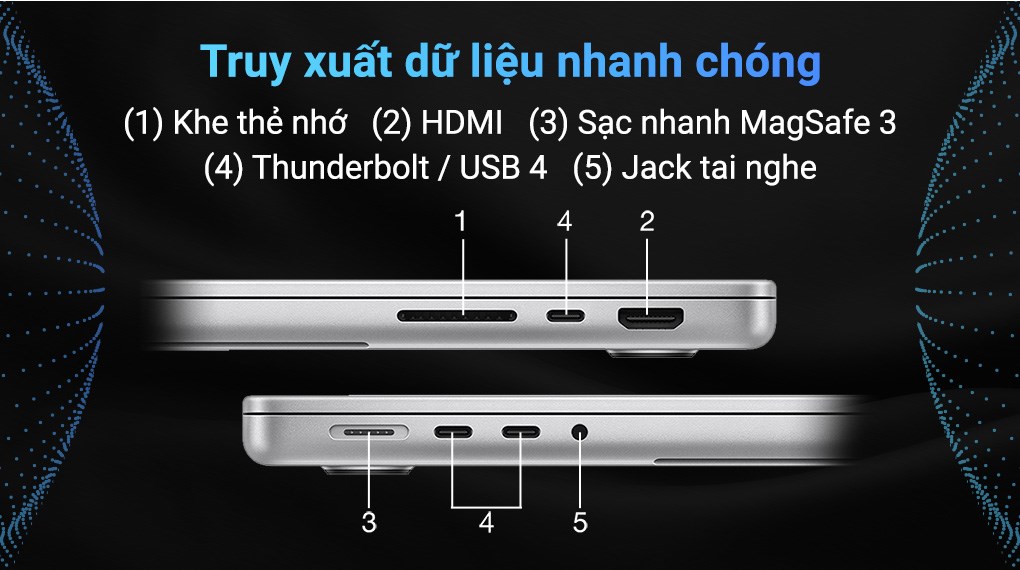 Truy xuất dữ liệu nhanh chóng
(1) Khe thẻ nhớ (2) HDMI (3) Sạc nhanh MagSafe 3
(4) Thunderbolt / USB 4 (5) Jack tai nghe
1 4 2
3 4 5